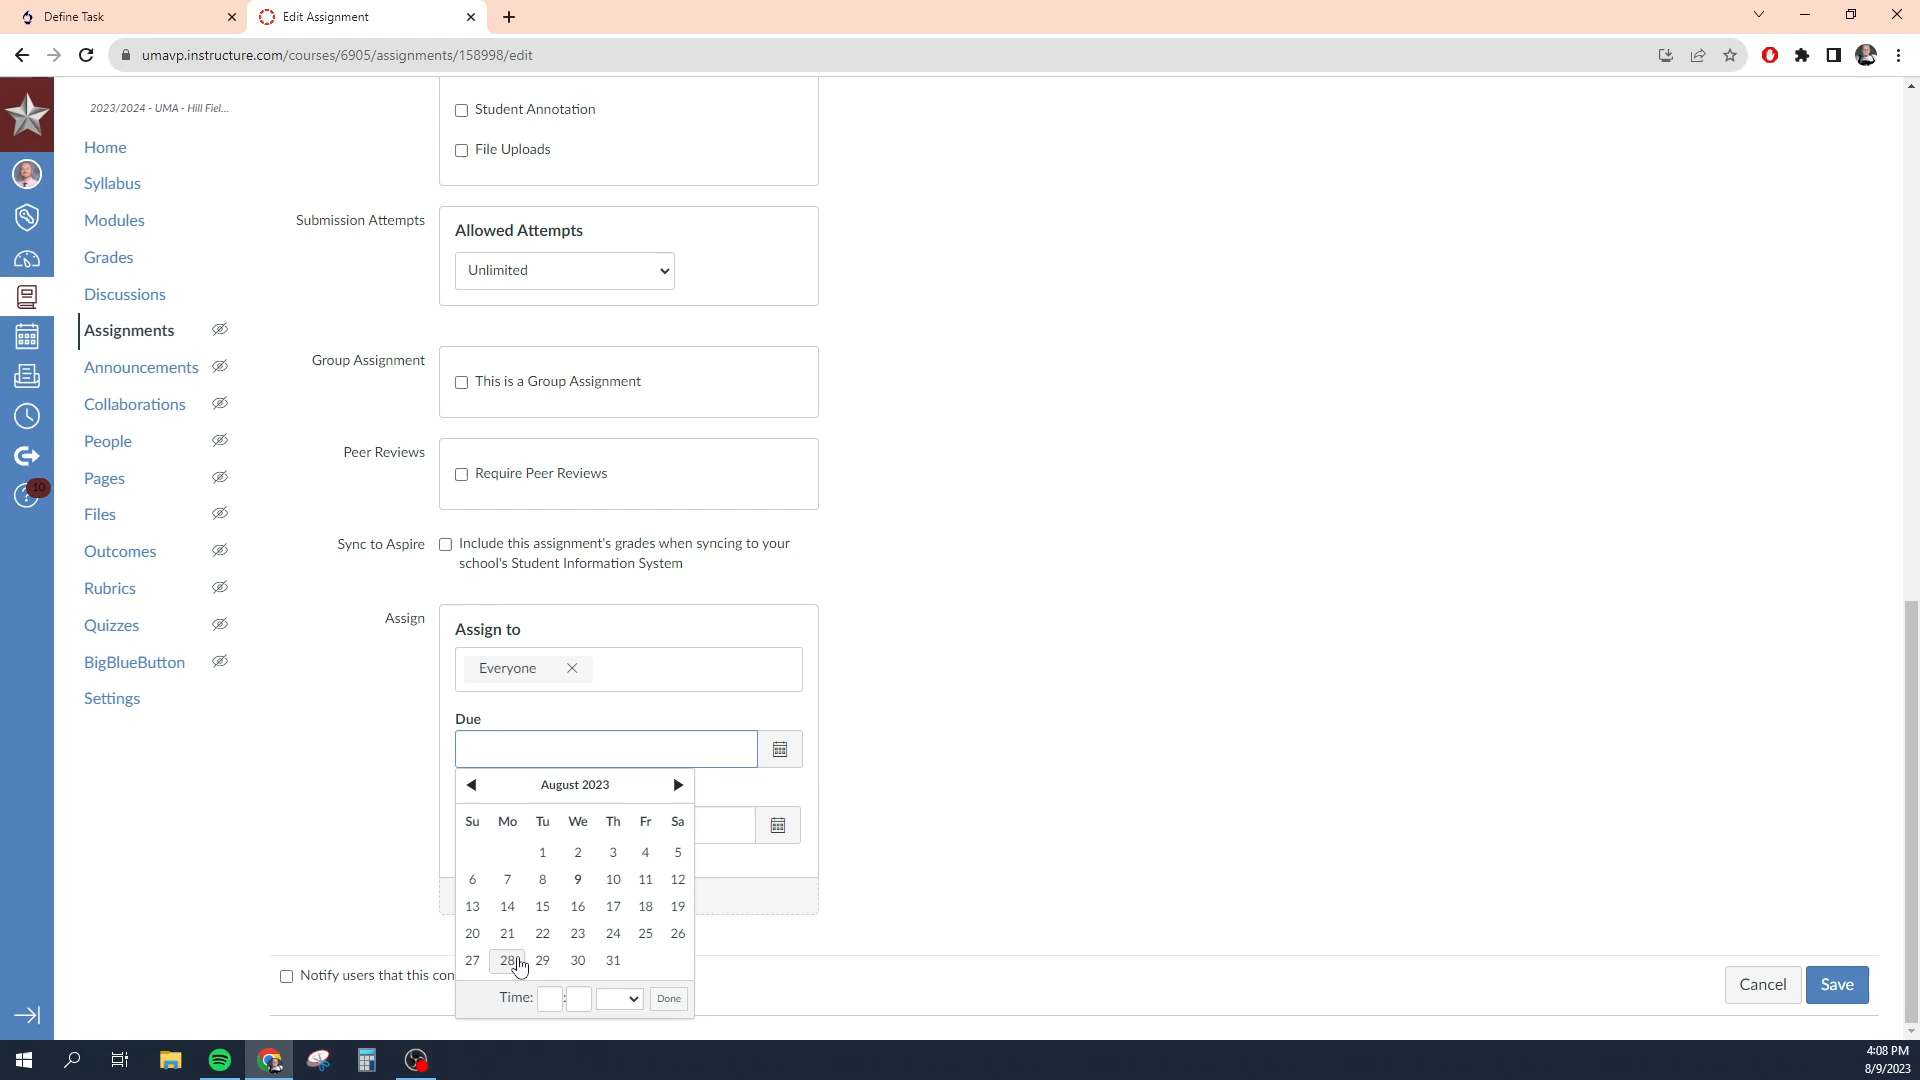 Define Task
Edit Assignment
umavp.instructure.com/courses/6905/assignments/158998/edit
2023/2024 - UMA - Hill Fiel...
Home
Syllabus
Modules
Grades
Discussions
Assignments
Announcements
Collaborations
People
Pages
Files
Outcomes
Rubrics
Quizzes
BigBlueButton
Settings
10
Student Annotation
File Uploads
Submission Attempts
Allowed Attempts
Unlimited
Group Assignment
This is a Group Assignment
Peer Reviews
Require Peer Reviews
Sync to Aspire
Include this assignment's grades when syncing to your
school's Student Information System
Assign
Assign to
Everyone
Due
August 2023
Su Mo Tu We Th Fr Sa
1 2 3 4 5
6 7 8 9 10 11 12
13 14 15 16 17 18 19
20 21 22 23 24 25 26
27 28 29 30 31
Time: : Done
Notify users that this con
Cancel
Save
4:08 PM
8/9/2023